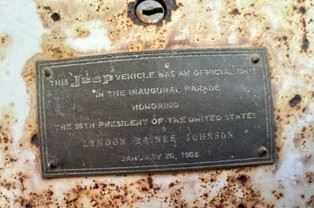 THIS Jeep VEHICLE WAS AN OFFICIAL UNIT
IN THE INAUGURAL PARADE
HONORING
THE 36TH PRESIDENT OF THE UNITED STATES
LYNDON BAINES JOHNSON
JANUARY 20, 1965